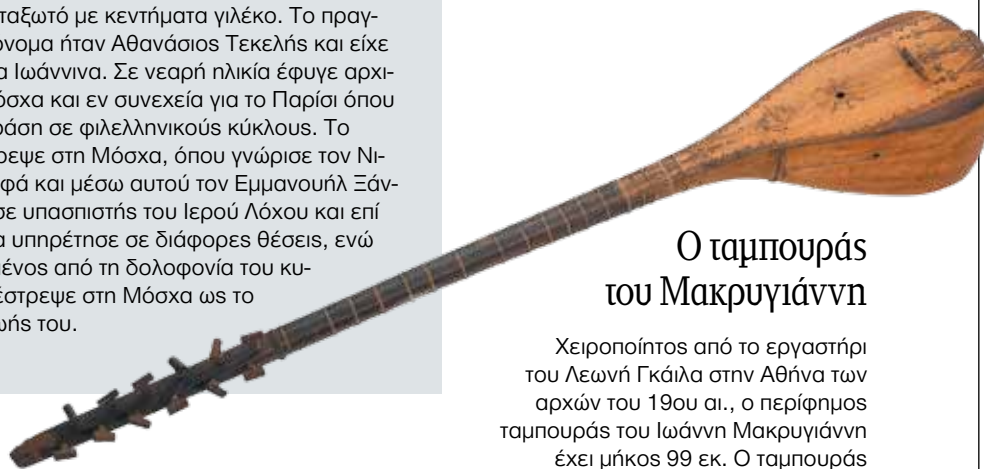 ταξωτό με κεντήματα γιλέκο. Το πραγ-
όνομα ήταν Αθανάσιος Τεκελής και είχε
α Ιωάννινα. Σε νεαρή ηλικία έφυγε αρχι-
όσχα και εν συνεχεία για το Παρίσι όπου
ράση σε φιλελληνικούς κύκλους. Το
ρεψε στη Μόσχα, όπου γνώρισε τον Νι-
φά και μέσω αυτού τον Εμμανουήλ Ξάν-
σε υπασπιστής του Ιερού Λόχου και επί
α υπηρέτησε σε διάφορες θέσεις, ενώ
μένος από τη δολοφονία του κυ-
έστρεψε στη Μόσχα ως το
ωής του.
Ο ταμπουράς
του Μακρυγιάννη
Χειροποίητος από το εργαστήρι
του Λεωνή Γκάιλα στην Αθήνα των
αρχών του 19ου αι., ο περίφημος
ταμπουράς του Ιωάννη Μακρυγιάννη
έχει μήκος 99 εκ. Ο ταμπουράς